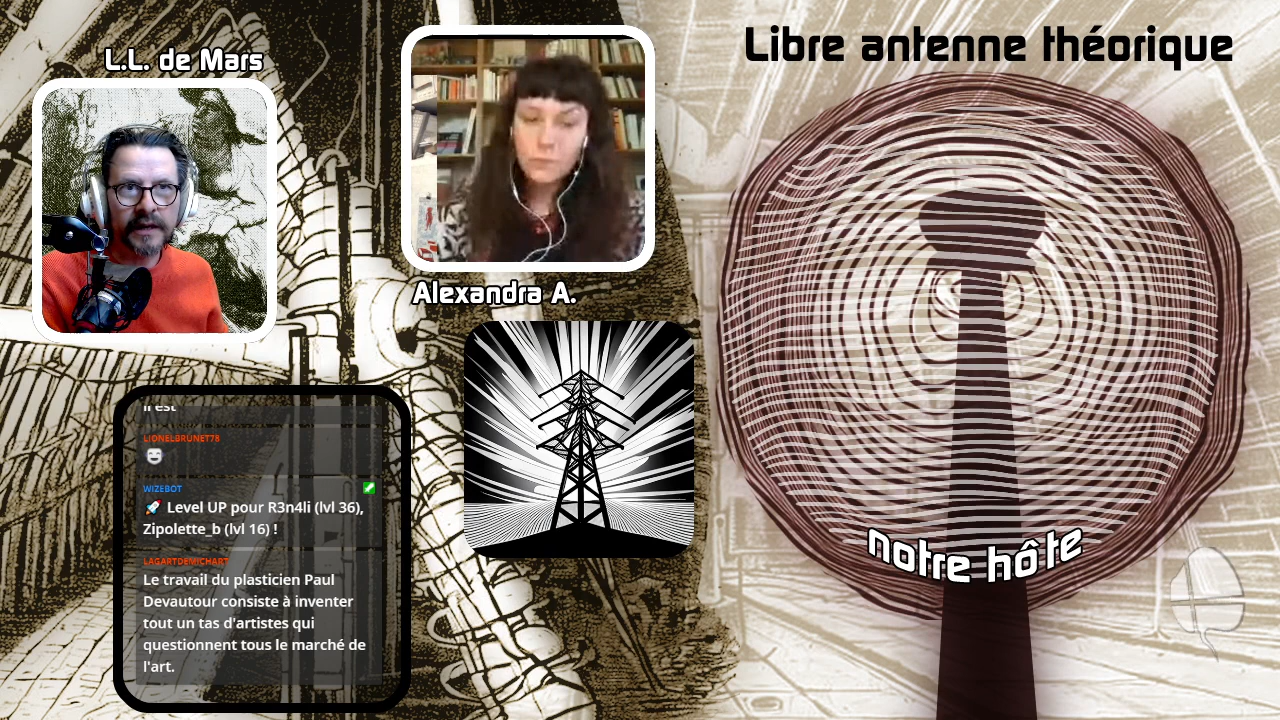 L.L. de Mars
Alexandra A.
Libre antenne théorique
notre hôte
il est
LIONELBRUNET78
WIZEBOT
🚀 Level UP pour R3n4li (lvl 36),
Zipolette_b (lvl 16) !
LAGARTDEMICHART
Le travail du plasticien Paul
Devautour consiste à inventer
tout un tas d'artistes qui
questionnent tous le marché de
l'art.